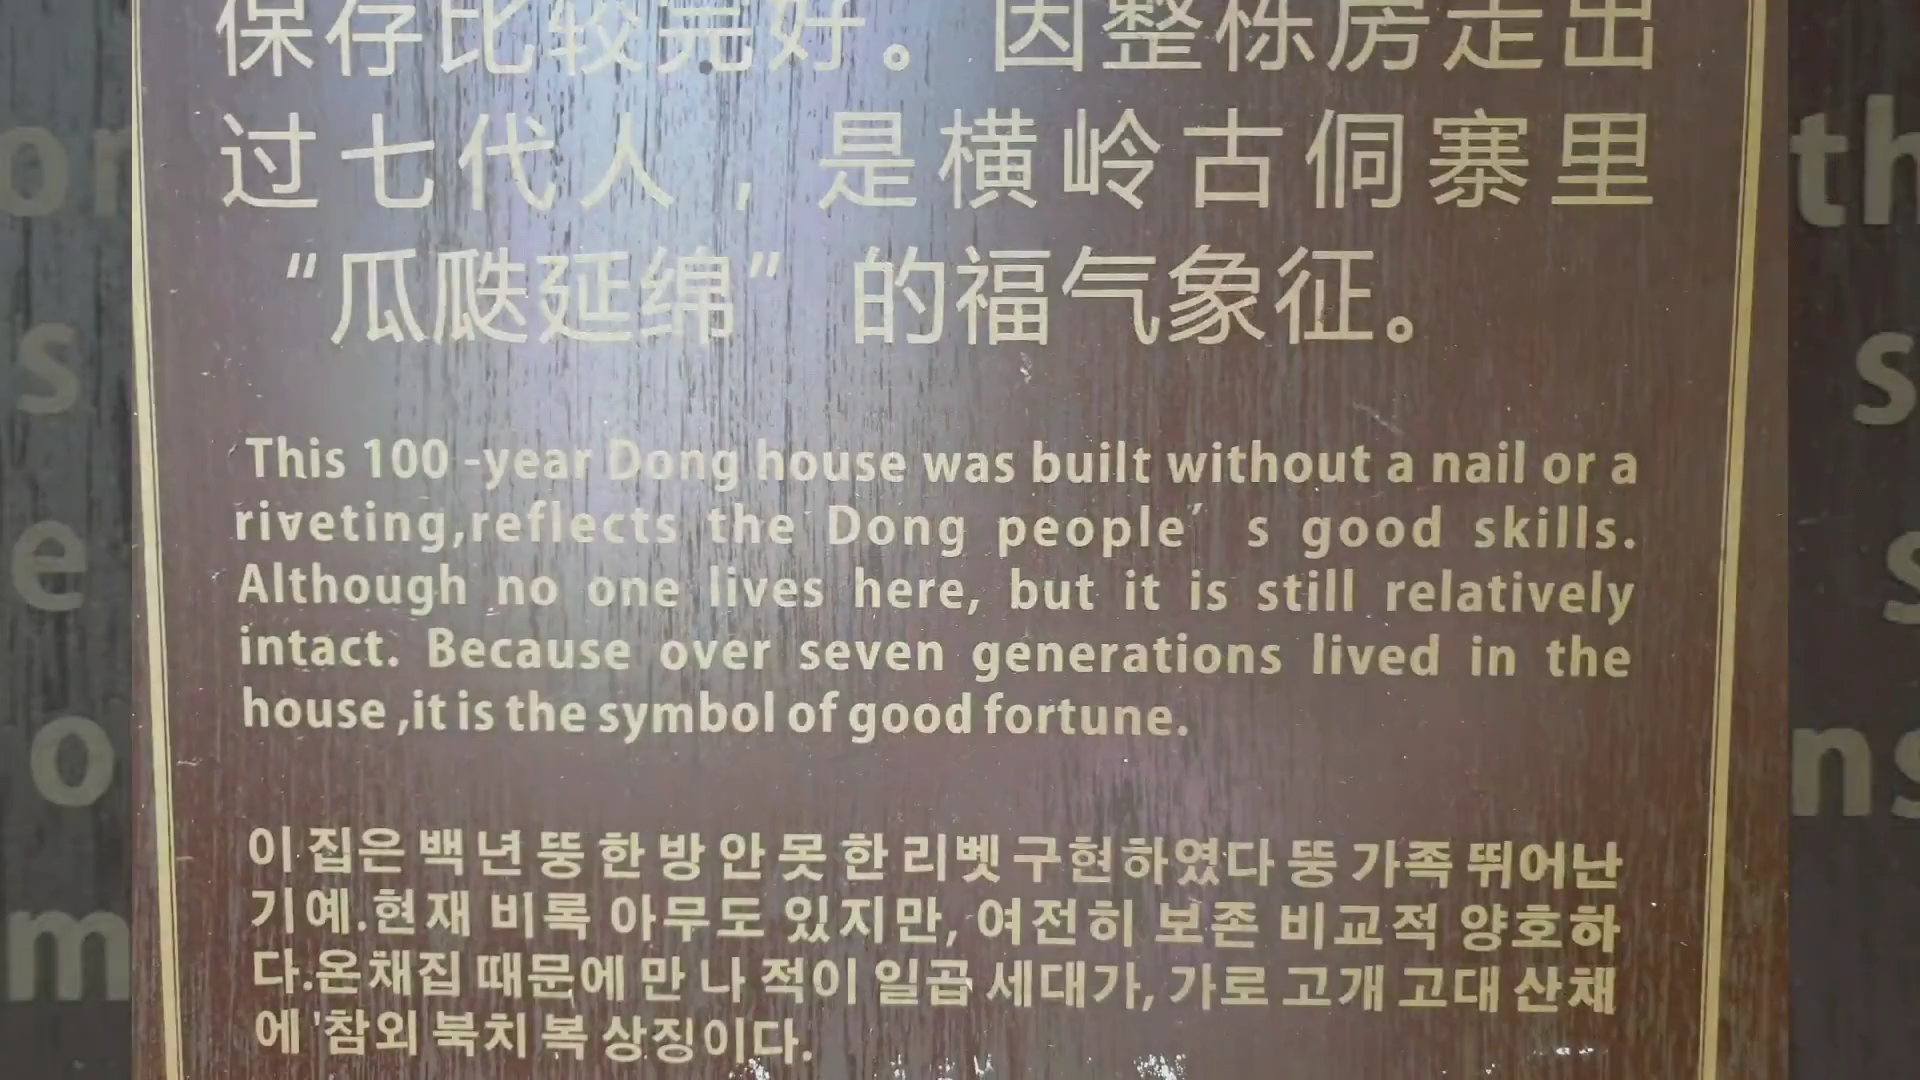 保存比较完好。因整栋房走出
过七代人，是横岭古侗寨里
“瓜瓞延绵”的福气象征。
This 100 -year Dong house was built without a nail or a
riveting,reflects the Dong people’ s good skills.
Although no one lives here, but it is still relatively
intact. Because over seven generations lived in the
house ,it is the symbol of good fortune.
이 집은 백 년 뚱 한 방 안 못 한 리벳 구현하였다 뚱 가족 뛰어난
기예.현재 비록 아무도 있지만, 여전히 보존 비교적 양호하
다.온채집 때문에 만 나 적이 일곱 세대가, 가로 고개 고대 산채
에 '참외 북치 복 상징이다.